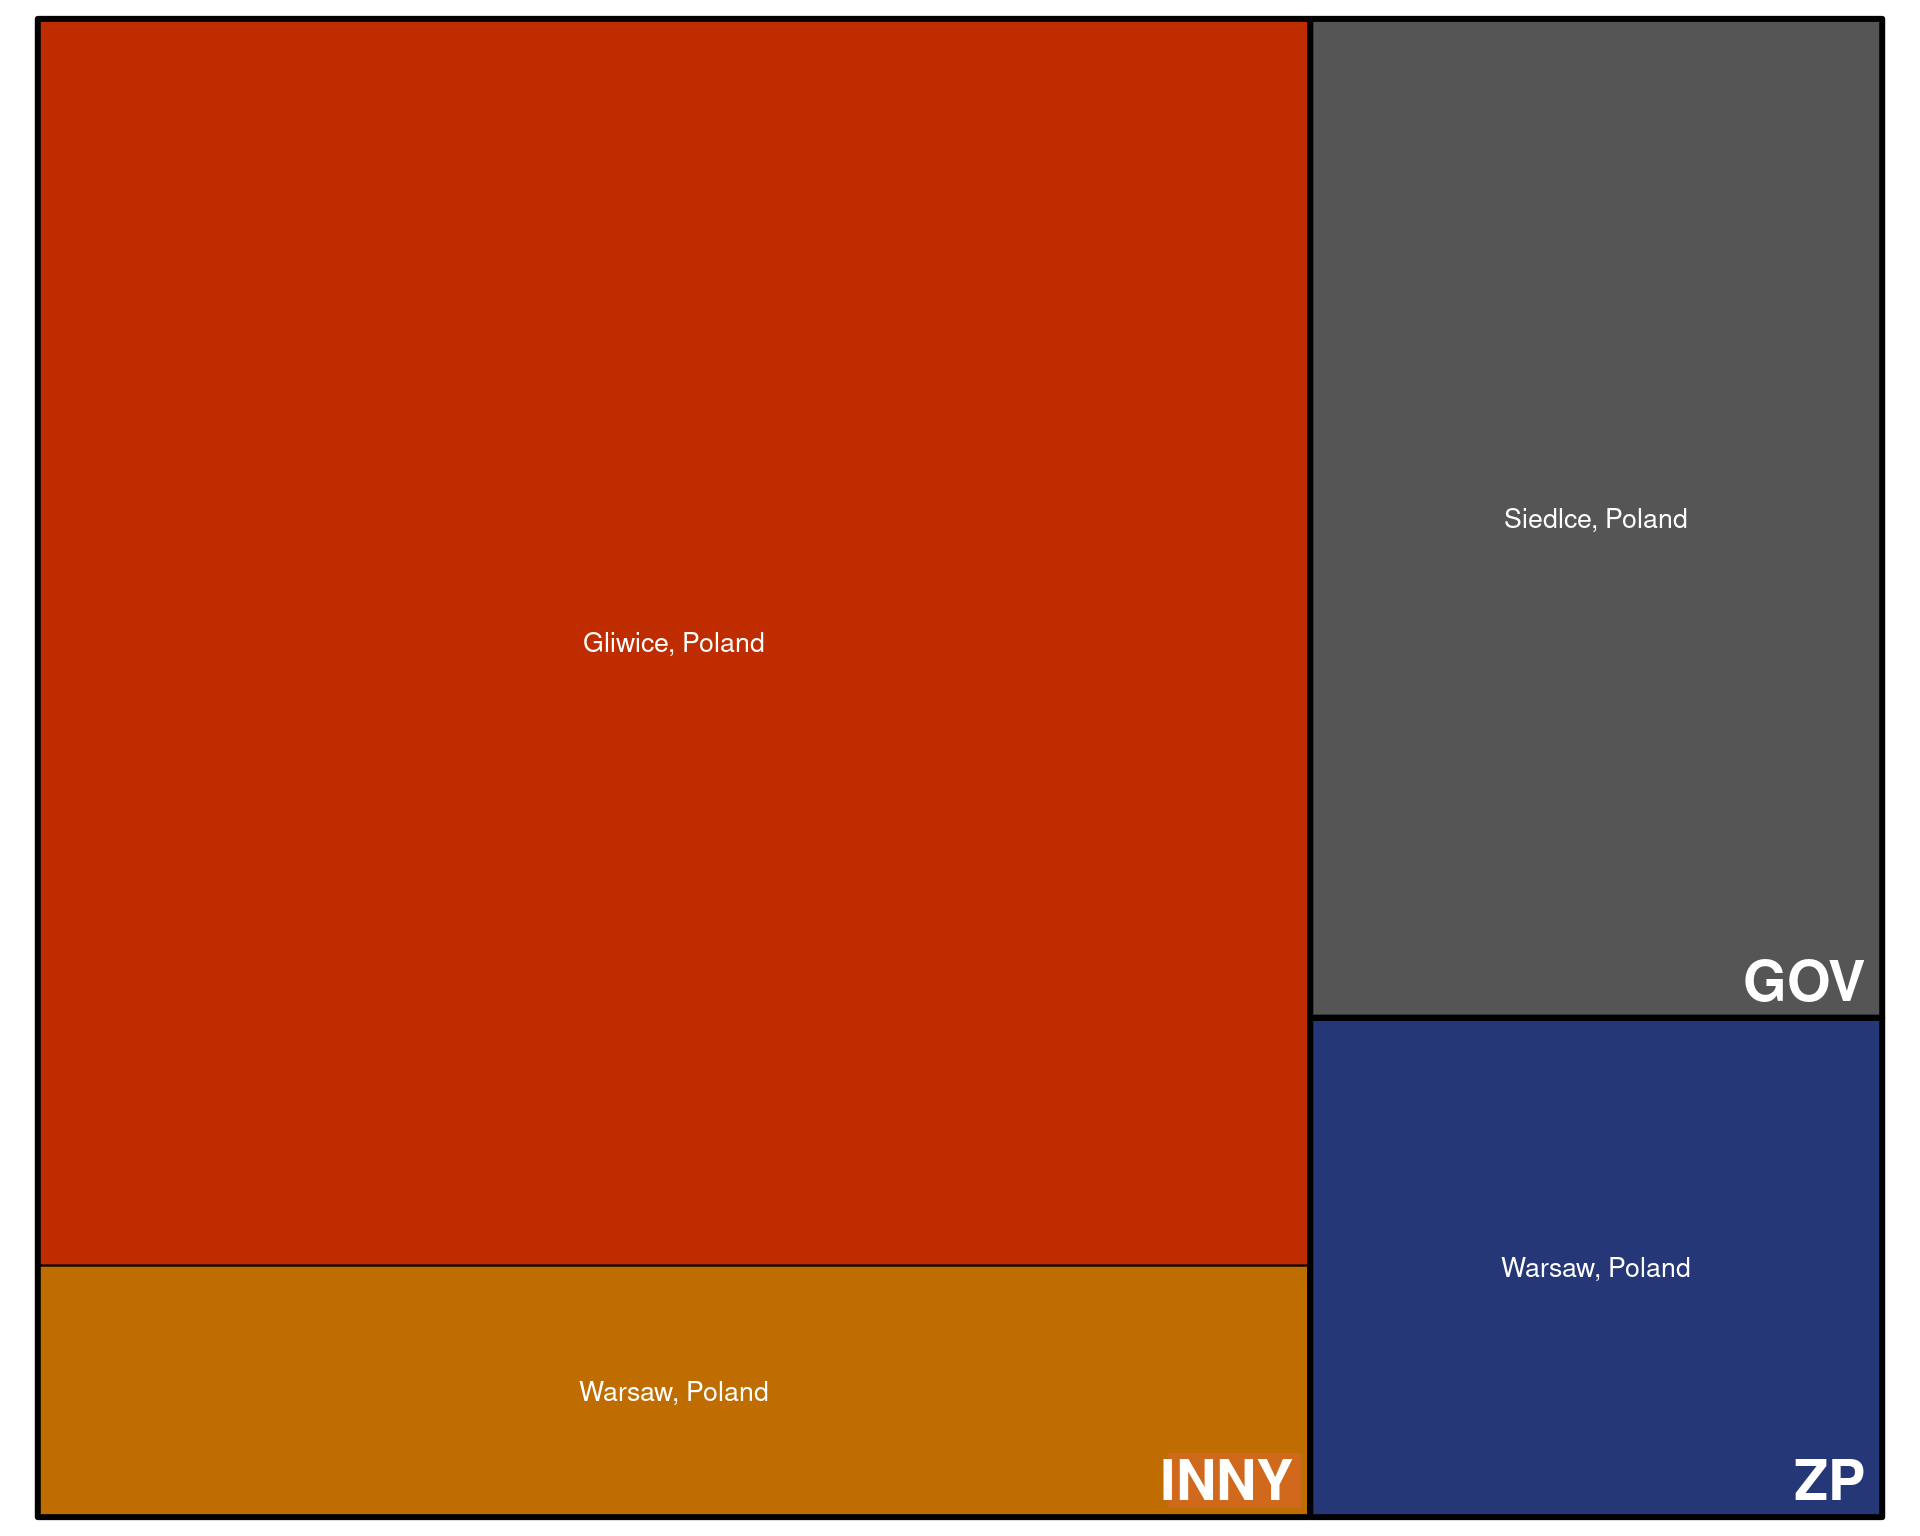 Gliwice, Poland
Warsaw, Poland
INNY
Siedlce, Poland
GOV
Warsaw, Poland
ZP